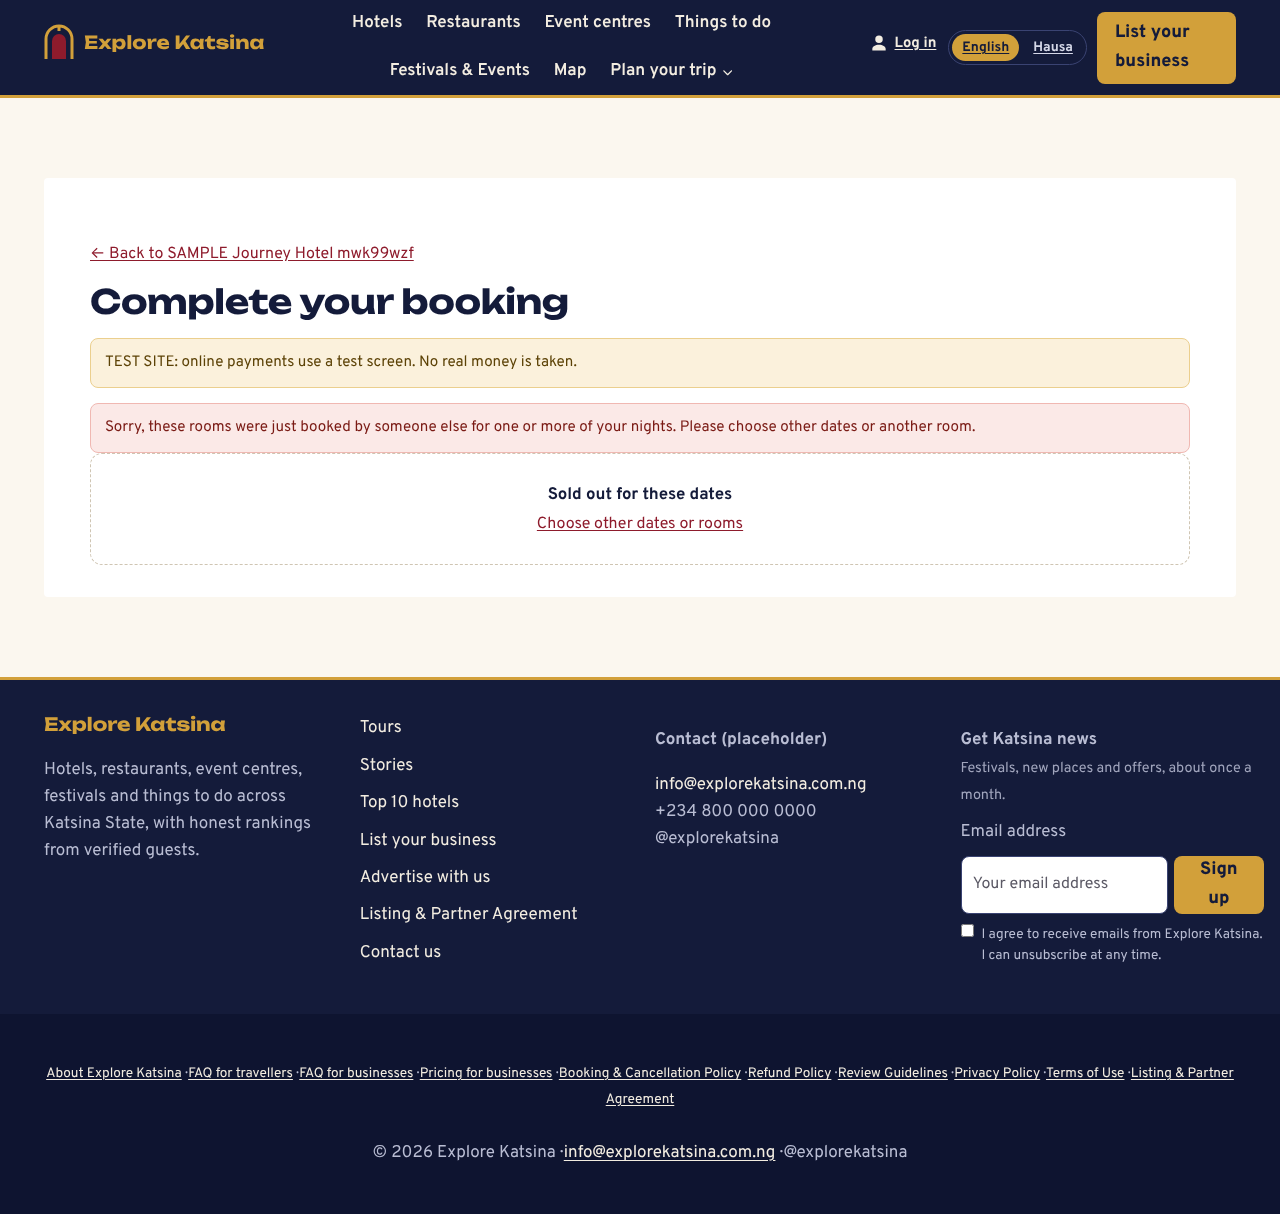 Explore Katsina
Hotels Restaurants Event centres Things to do
Festivals & Events Map Plan your trip
Log in
English Hausa
List your
business
← Back to SAMPLE Journey Hotel mwk99wzf
Complete your booking
TEST SITE: online payments use a test screen. No real money is taken.
Sorry, these rooms were just booked by someone else for one or more of your nights. Please choose other dates or another room.
Sold out for these dates
Choose other dates or rooms
Explore Katsina
Hotels, restaurants, event centres,
festivals and things to do across
Katsina State, with honest rankings
from verified guests.
Tours
Stories
Top 10 hotels
List your business
Advertise with us
Listing & Partner Agreement
Contact us
Contact (placeholder)
info@explorekatsina.com.ng
+234 800 000 0000
@explorekatsina
Get Katsina news
Festivals, new places and offers, about once a
month.
Email address
Your email address
Sign
up
I agree to receive emails from Explore Katsina.
I can unsubscribe at any time.
About Explore Katsina ·FAQ for travellers ·FAQ for businesses ·Pricing for businesses ·Booking & Cancellation Policy ·Refund Policy ·Review Guidelines ·Privacy Policy ·Terms of Use ·Listing & Partner
Agreement
© 2026 Explore Katsina ·info@explorekatsina.com.ng ·@explorekatsina